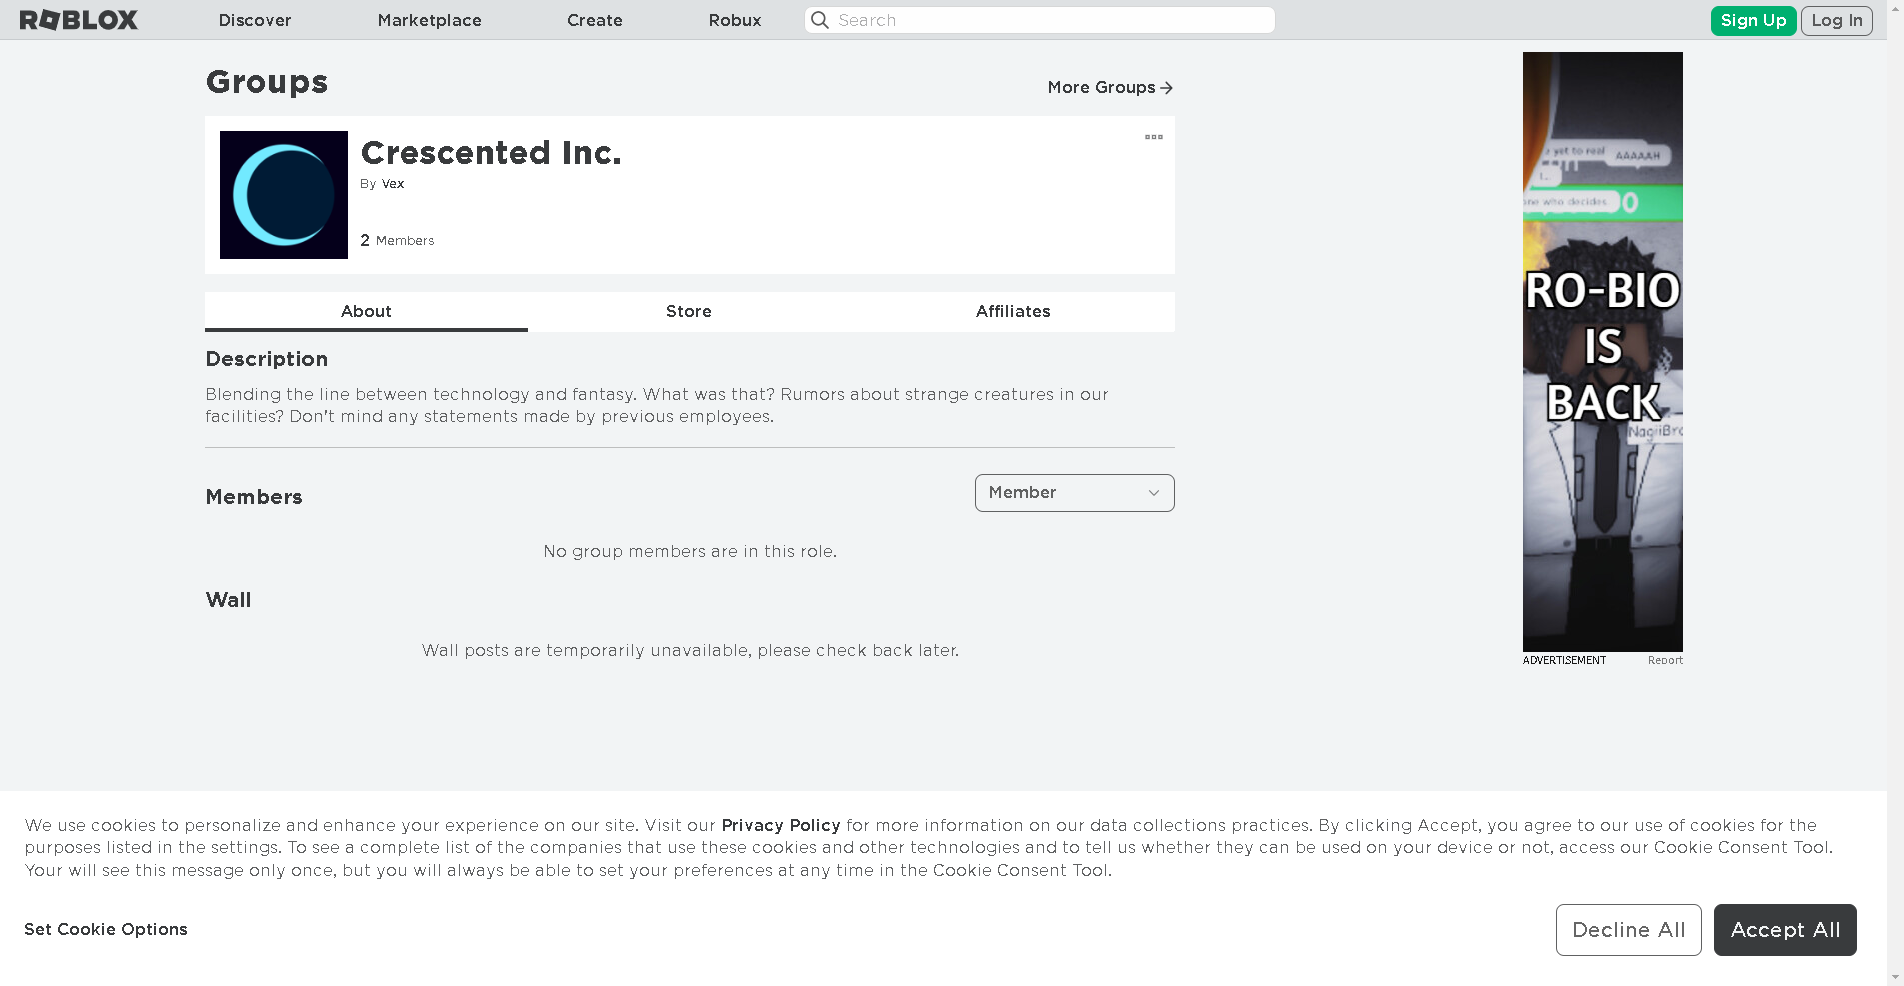 ROBLOX
Discover
Marketplace
Create
Robux
Search
Sign Up
Log In
Groups
More Groups
Crescented Inc.
By Vex
2 Members
About
Store
Affiliates
Description
Blending the line between technology and fantasy. What was that? Rumors about strange creatures in our
facilities? Don't mind any statements made by previous employees.
Members
Member
No group members are in this role.
Wall
Wall posts are temporarily unavailable, please check back later.
yet to real
AAAAAH
one who decides.
0
RO-BIO
IS
BACK
ADVERTISEMENT
Report
We use cookies to personalize and enhance your experience on our site. Visit our Privacy Policy for more information on our data collections practices. By clicking Accept, you agree to our use of cookies for the
purposes listed in the settings. To see a complete list of the companies that use these cookies and other technologies and to tell us whether they can be used on your device or not, access our Cookie Consent Tool.
Your will see this message only once, but you will always be able to set your preferences at any time in the Cookie Consent Tool.
Set Cookie Options
Decline All
Accept All